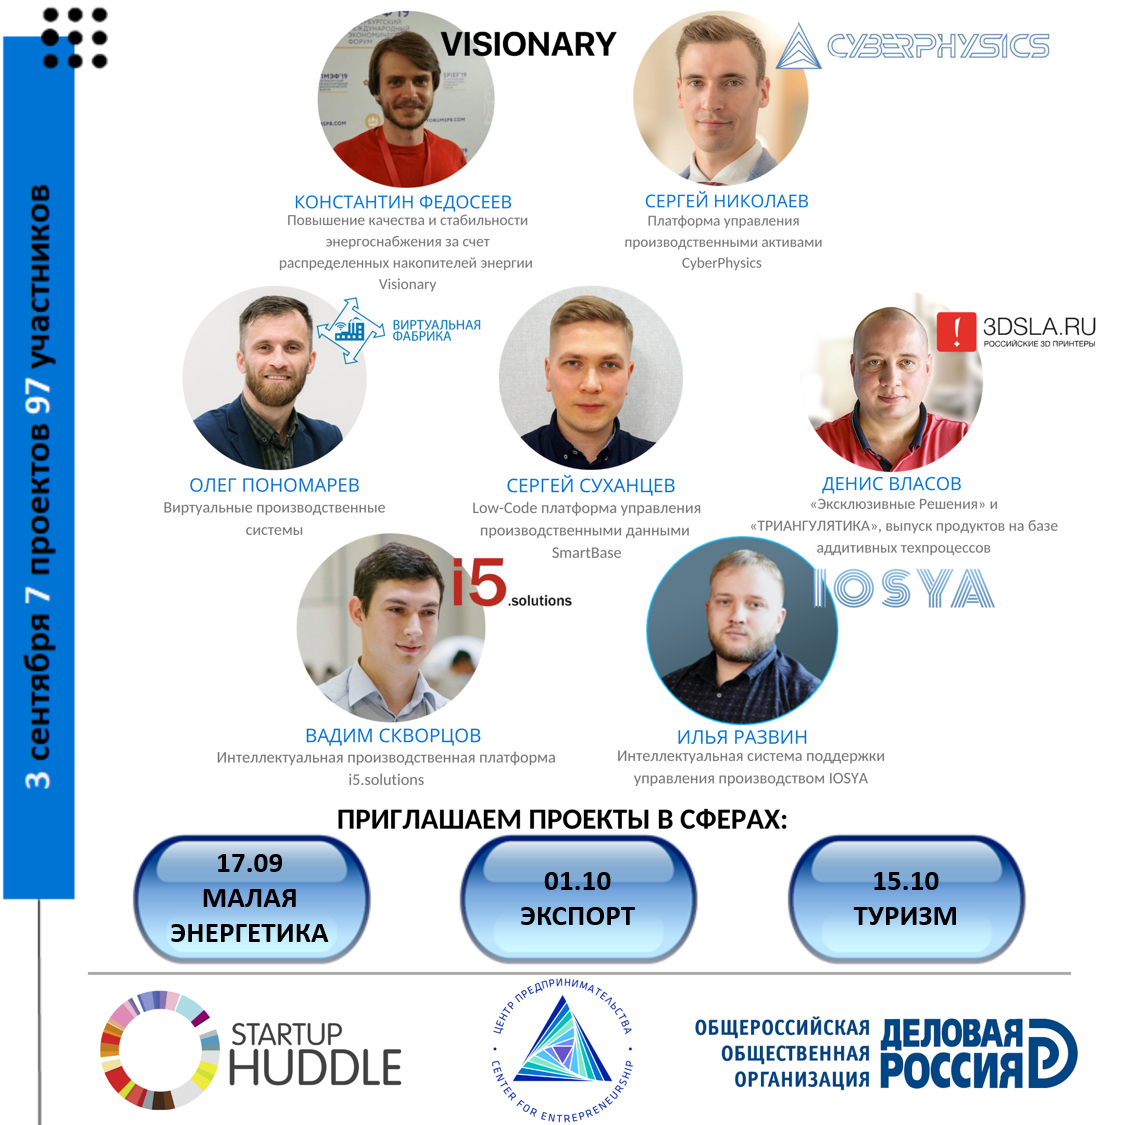 3 сентября 7 проектов 97 участников
VISIONARY
CYBERPHYSICS
КОНСТАНТИН ФЕДОСЕЕВ
Повышение качества и стабильности
энергоснабжения за счет
распределенных накопителей энергии
Visionary
СЕРГЕЙ НИКОЛАЕВ
Платформа управления
производственными активами
CyberPhysics
ВИРТУАЛЬНАЯ
ФАБРИКА
3DSLA.RU
РОССИЙСКИЕ 3D ПРИНТЕРЫ
ОЛЕГ ПОНОМАРЕВ
Виртуальные производственные
системы
СЕРГЕЙ СУХАНЦЕВ
Low-Code платформа управления
производственными данными
SmartBase
ДЕНИС ВЛАСОВ
«Эксклюзивные Решения» и
«ТРИАНГУЛЯТИКА», выпуск продуктов на базе
аддитивных техпроцессов
i5.solutions
IOSYA
ВАДИМ СКВОРЦОВ
Интеллектуальная производственная платформа
i5.solutions
ИЛЬЯ РАЗВИН
Интеллектуальная система поддержки
управления производством IOSYA
ПРИГЛАШАЕМ ПРОЕКТЫ В СФЕРАХ:
17.09
МАЛАЯ
ЭНЕРГЕТИКА
01.10
ЭКСПОРТ
15.10
ТУРИЗМ
STARTUP
HUDDLE
ЦЕНТР ПРЕДПРИНИМАТЕЛЬСТВА
CENTER FOR ENTREPRENEURSHIP
ОБЩЕРОССИЙСКАЯ
ОБЩЕСТВЕННАЯ
ОРГАНИЗАЦИЯ
ДЕ�ловАЯ
РОССИЯ